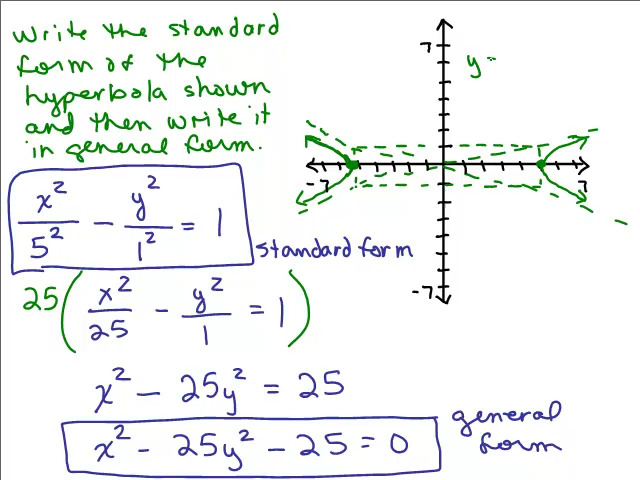 Write the standard
form of the
hyperbola shown
and then write it
in general form.
x²/5² - y²/1² = 1
standard form
25(x²/25 - y²/1 = 1)
x² - 25y² = 25
x² - 25y² - 25 = 0
general
form
7
y -
-7
7
-7